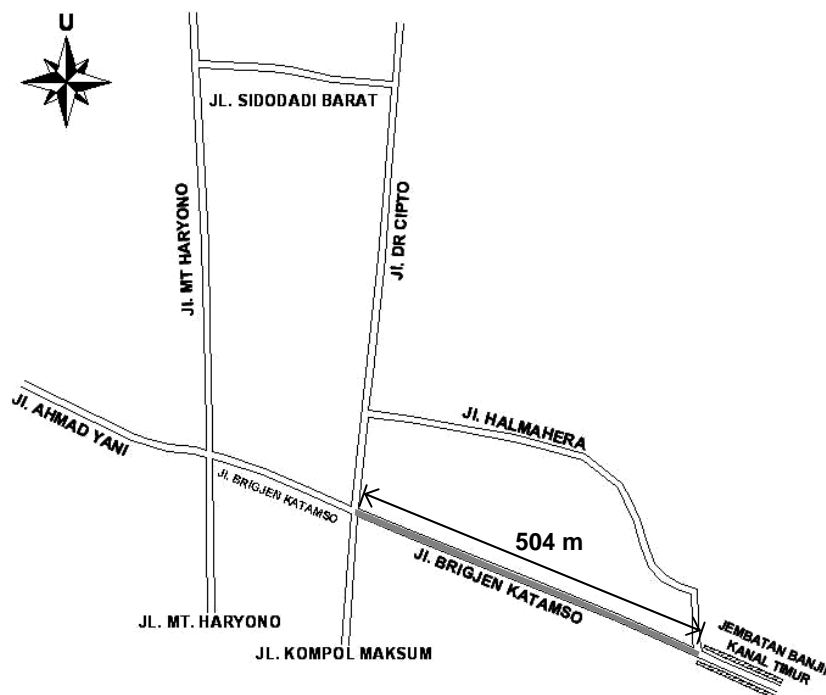 U
JL. SIDODADI BARAT
Jl. MT HARYONO
Jl. DR CIPTO
Jl. AHMAD YANI
Jl. HALMAHERA
Jl. BRIGJEN KATAMSO
504 m
Jl. BRIGJEN KATAMSO
JL. MT. HARYONO
JL. KOMPOL MAKSUM
JEMBATAN BANJI
KANAL TIMUR